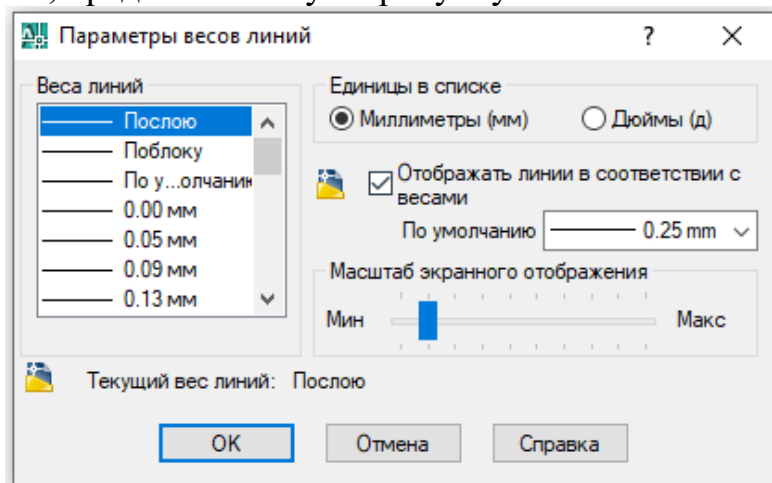 Параметры весов линий ? ×
Веса линий
Послою
Поблоку
По у...олчанию
0.00 мм
0.05 мм
0.09 мм
0.13 мм
Единицы в списке
Миллиметры (мм) Дюймы (д)
Отображать линии в соответствии с
весами
По умолчанию 0.25 mm
Масштаб экранного отображения
Мин Макс
Текущий вес линий: Послою
OK Отмена Справка